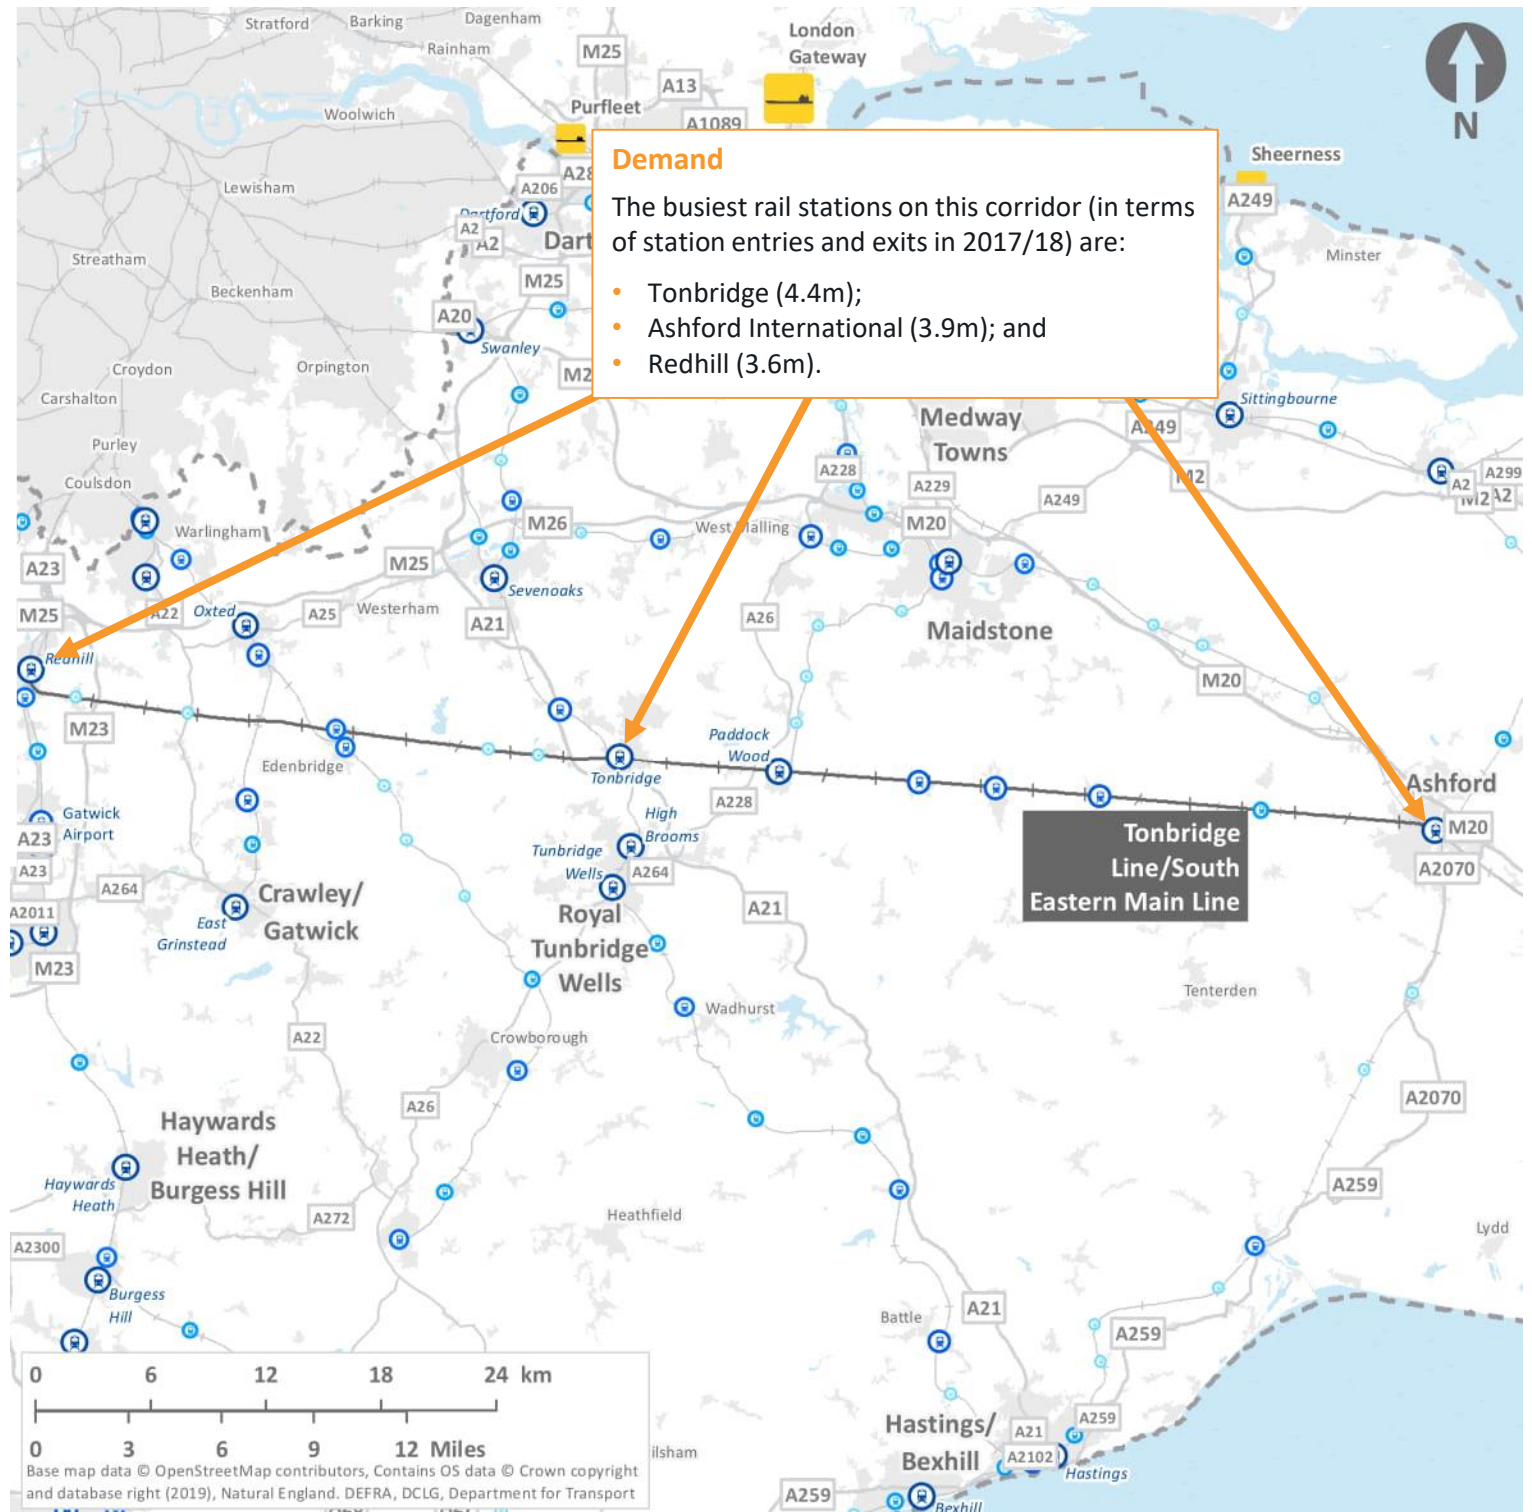 Stratford
Barking
Dagenham
Rainham
M25
London
Gateway
A13
Purfleet
A1089
Woolwich
N
Sheerness
A249
Lewisham
A206
Dartford
A2
A2
M25
Streatham
Beckenham
A20
Swanley
Minster
Croydon
Orpington
Carshalton
Purley
Coulsdon
Warlingham
Demand
The busiest rail stations on this corridor (in terms
of station entries and exits in 2017/18) are:
• Tonbridge (4.4m);
• Ashford International (3.9m); and
• Redhill (3.6m).
Medway
Towns
A249
Sittingbourne
A228
A229
A249
M2
A2
A299
M2
A2
M26
West Malling
M20
A23
M25
M25
A22
Oxted
A25
Westerham
Sevenoaks
A21
A26
Maidstone
Redhill
M20
M23
Edenbridge
Tonbridge
Paddock
Wood
A228
Ashford
M20
A2070
Gatwick
Airport
A23
A23
High
Brooms
Tunbridge
Wells
A264
Tonbridge
Line/South
Eastern Main Line
A264
A2011
Crawley/
Gatwick
East
Grinstead
Royal
Tunbridge
Wells
A21
M23
Tenterden
Wadhurst
A22
Crowborough
A26
A2070
Haywards
Heath/
Burgess Hill
Haywards
Heath
A272
Heathfield
A259
Lydd
A2300
Burgess
Hill
Battle
A21
A259
0 6 12 18 24 km
0 3 6 9 12 Miles
Base map data © OpenStreetMap contributors, Contains OS data © Crown copyright
and database right (2019), Natural England. DEFRA, DCLG, Department for Transport
ilsham
Hastings/
Bexhill
A21
A259
A2102
Hastings
A259
Bexhill